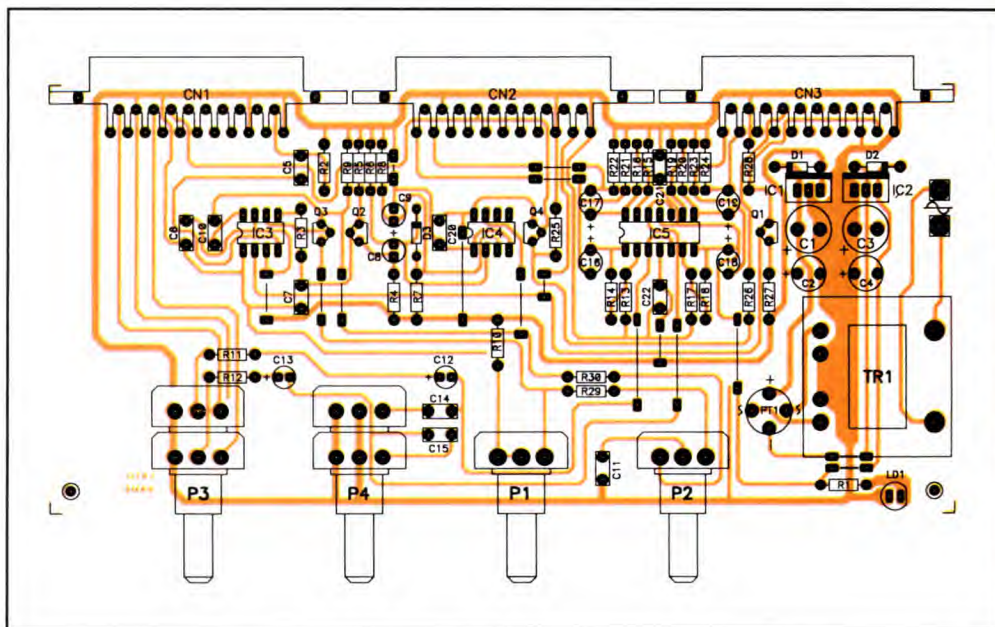 CN1 CN2 CN3
C5 R2 R9 R5 R6 R8 R22 R21 R18 R15 C21 R19 R20 R23 R24 R28 D1 D2
IC1 IC2
C9 C17 C19
C8 C10 IC3 R3 Q3 Q2 D3 C20 IC4 Q4 R25 IC5 Q1 C1 C3
C6 C16 C18
C7 R4 R7 R14 R13 C22 R17 R16 R26 R27 C2 C4
R10
R11 C13 C12 TR1
R12 R30
R29
C14 PT1 S S
C15
C11
P3 P4 P1 P2 R1 LD1